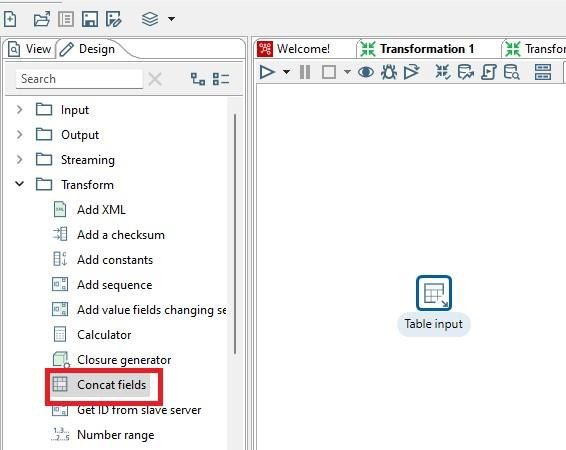 View
Design
Welcome!
Transformation 1
Transfor
Search
Input
Output
Streaming
Transform
Add XML
Add a checksum
Add constants
Add sequence
Add value fields changing se
Calculator
Closure generator
Concat fields
Get ID from slave server
Number range
Table input